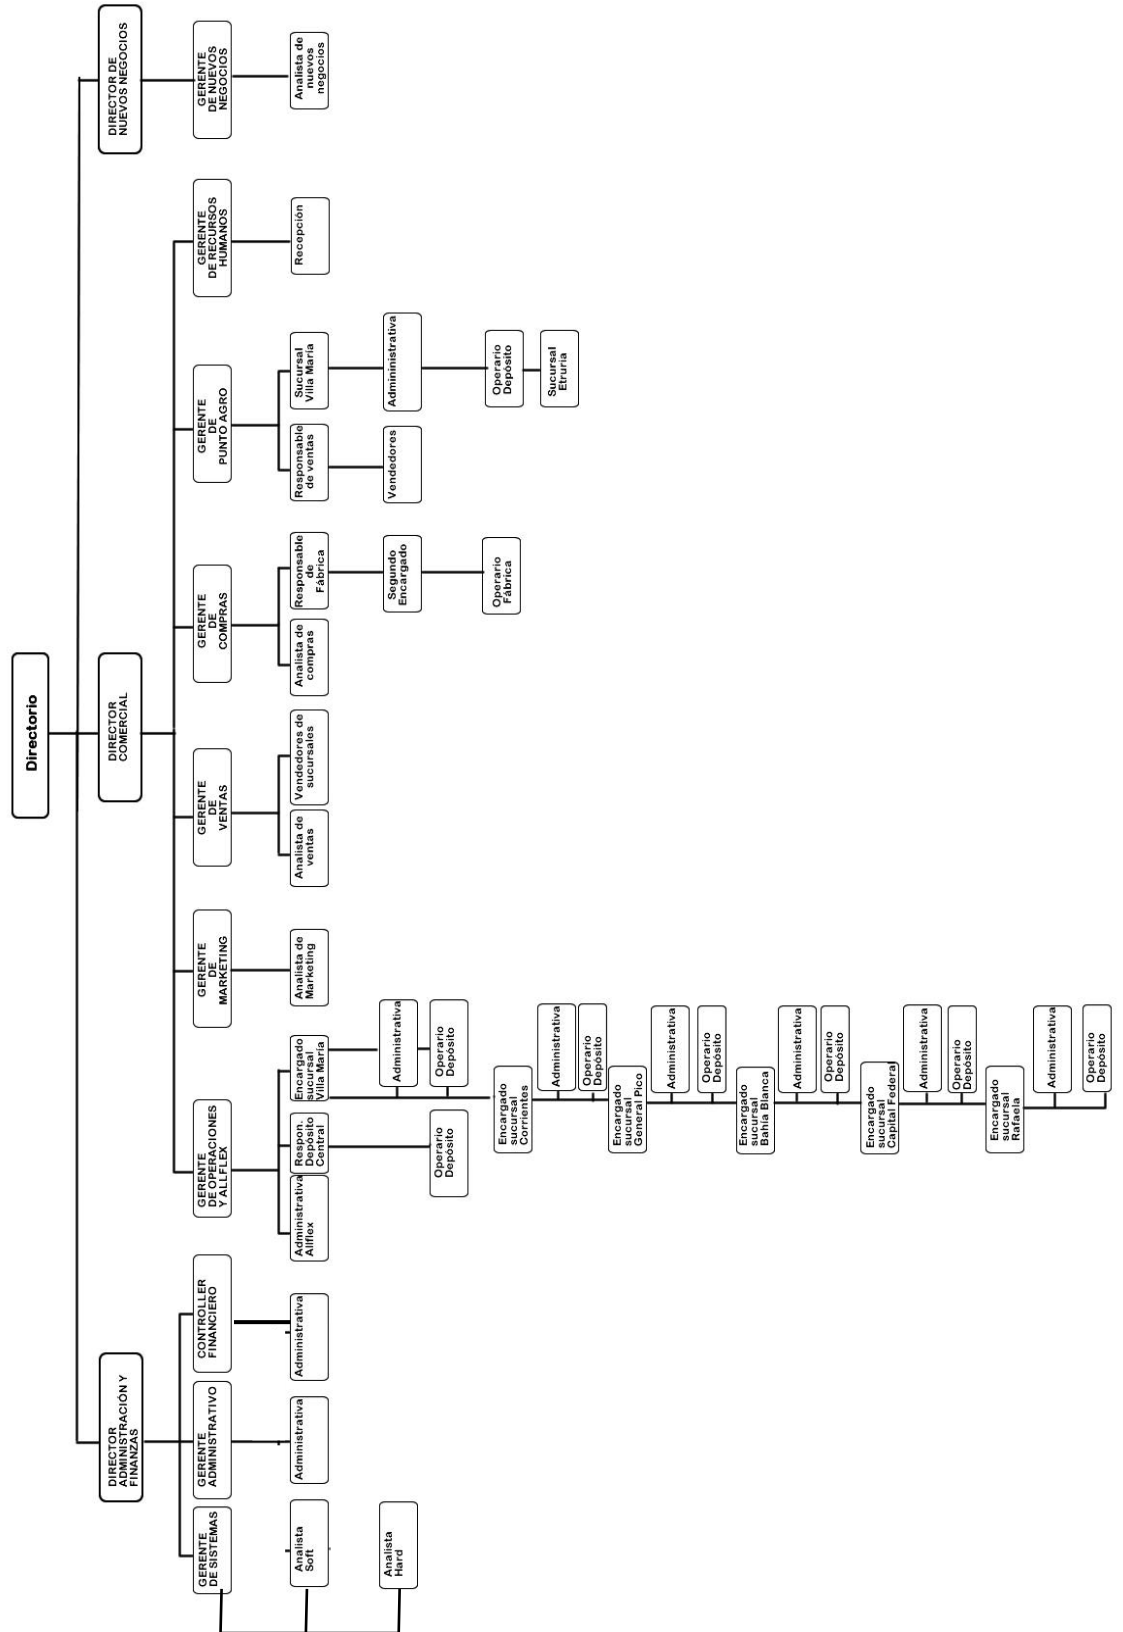 Directorio
DIRECTOR
ADMINISTRACIÓN Y
FINANZAS
DIRECTOR
COMERCIAL
DIRECTOR DE
NUEVOS NEGOCIOS
GERENTE
DE SISTEMAS
GERENTE
ADMINISTRATIVO
CONTROLLER
FINANCIERO
GERENTE
DE OPERACIONES
Y ALLFLEX
GERENTE
DE
MARKETING
GERENTE
DE
VENTAS
GERENTE
DE
COMPRAS
GERENTE
DE
PUNTO AGRO
GERENTE
DE RECURSOS
HUMANOS
GERENTE
DE NUEVOS
NEGOCIOS
Analista
Soft
Administrativa
Administrativa
Administrativa
Allflex
Respon.
Depósito
Central
Encargado
sucursal
Villa María
Analista de
Marketing
Analista de
ventas
Vendedores de
sucursales
Analista de
compras
Responsable
de
Fábrica
Responsable
de ventas
Sucursal
Villa María
Recepción
Analista de
nuevos
negocios
Analista
Hard
Administrativa
Segundo
Encargado
Vendedores
Admininistrativa
Operario
Depósito
Operario
Depósito
Operario
Fábrica
Operario
Depósito
Encargado
sucursal
Corrientes
Sucursal
Etruria
Administrativa
Operario
Depósito
Encargado
sucursal
General Pico
Administrativa
Operario
Depósito
Encargado
sucursal
Bahía Blanca
Administrativa
Operario
Depósito
Encargado
sucursal
Capital Federal
Administrativa
Operario
Depósito
Encargado
sucursal
Rafaela
Administrativa
Operario
Depósito